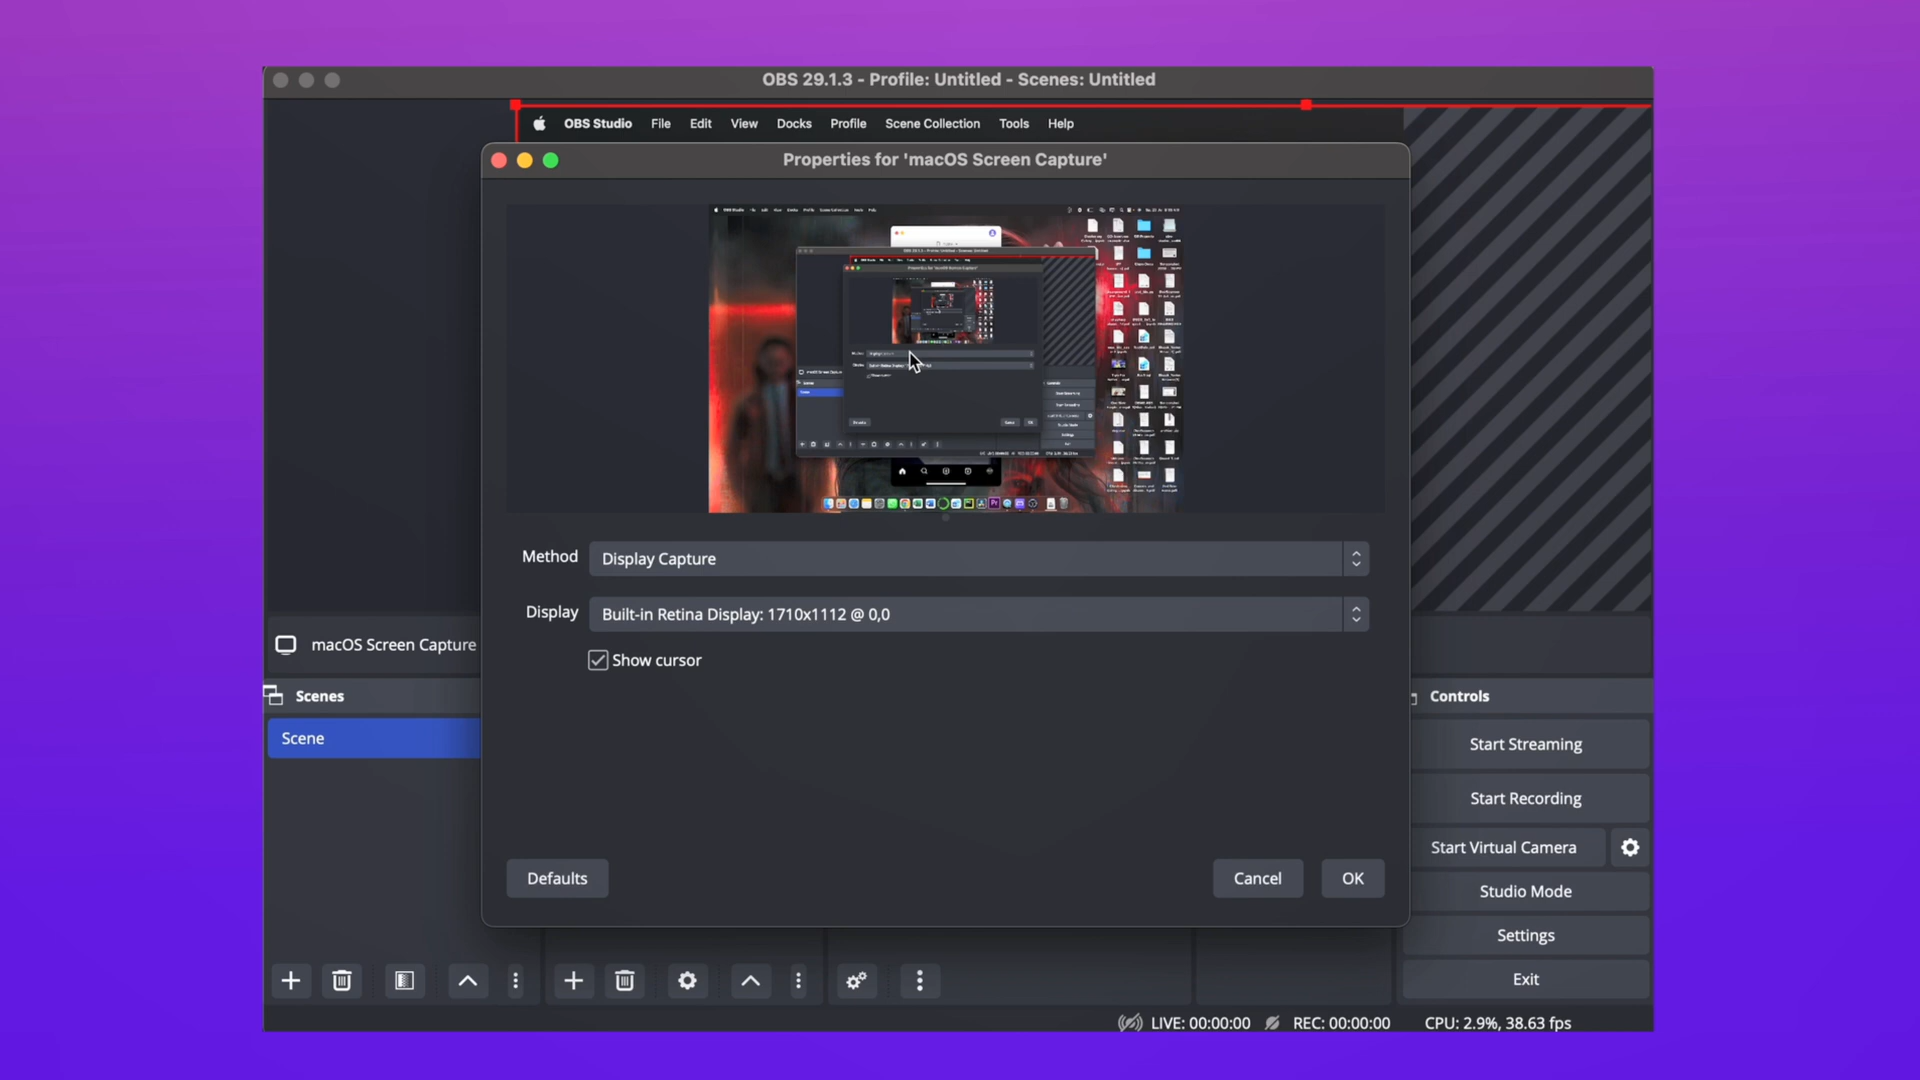 OBS 29.1.3 - Profile: Untitled - Scenes: Untitled
OBS Studio File Edit View Docks Profile Scene Collection Tools Help
Properties for 'macOS Screen Capture'
Method Display Capture
Display Built-in Retina Display: 1710x1112 @ 0,0
Show cursor
macOS Screen Capture
Scenes
Scene
Defaults
Cancel
OK
Controls
Start Streaming
Start Recording
Start Virtual Camera
Studio Mode
Settings
Exit
LIVE: 00:00:00 REC: 00:00:00 CPU: 2.9%, 38.63 fps